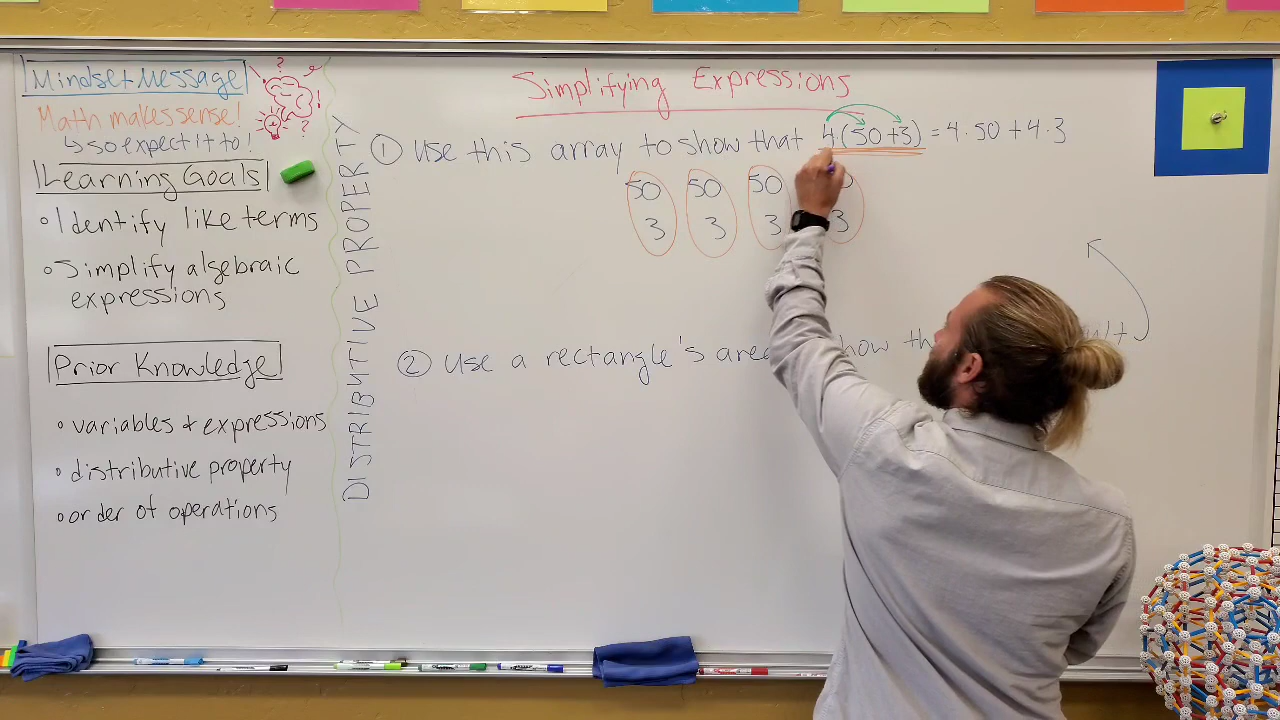 Mindset Message
Math makes sense!
↳ so expect it to!
Learning Goals
• Identify like terms
• Simplify algebraic
expressions
Prior Knowledge
• variables + expressions
• distributive property
• order of operations
DISTRIBUTIVE PROPERTY
Simplifying Expressions
① Use this array to show that 4(50+3) = 4·50 + 4·3
50 50 50
3 3 3 3
② Use a rectangle's area show